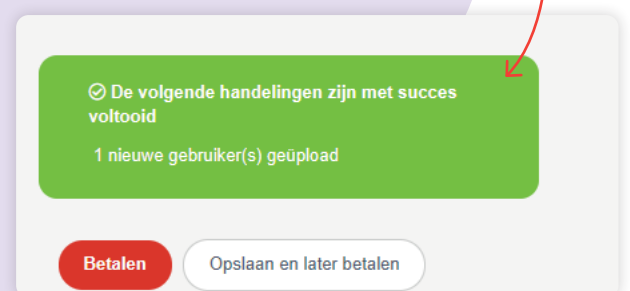 De volgende handelingen zijn met succes
voltooid
1 nieuwe gebruiker(s) geüpload
Betalen
Opslaan en later betalen